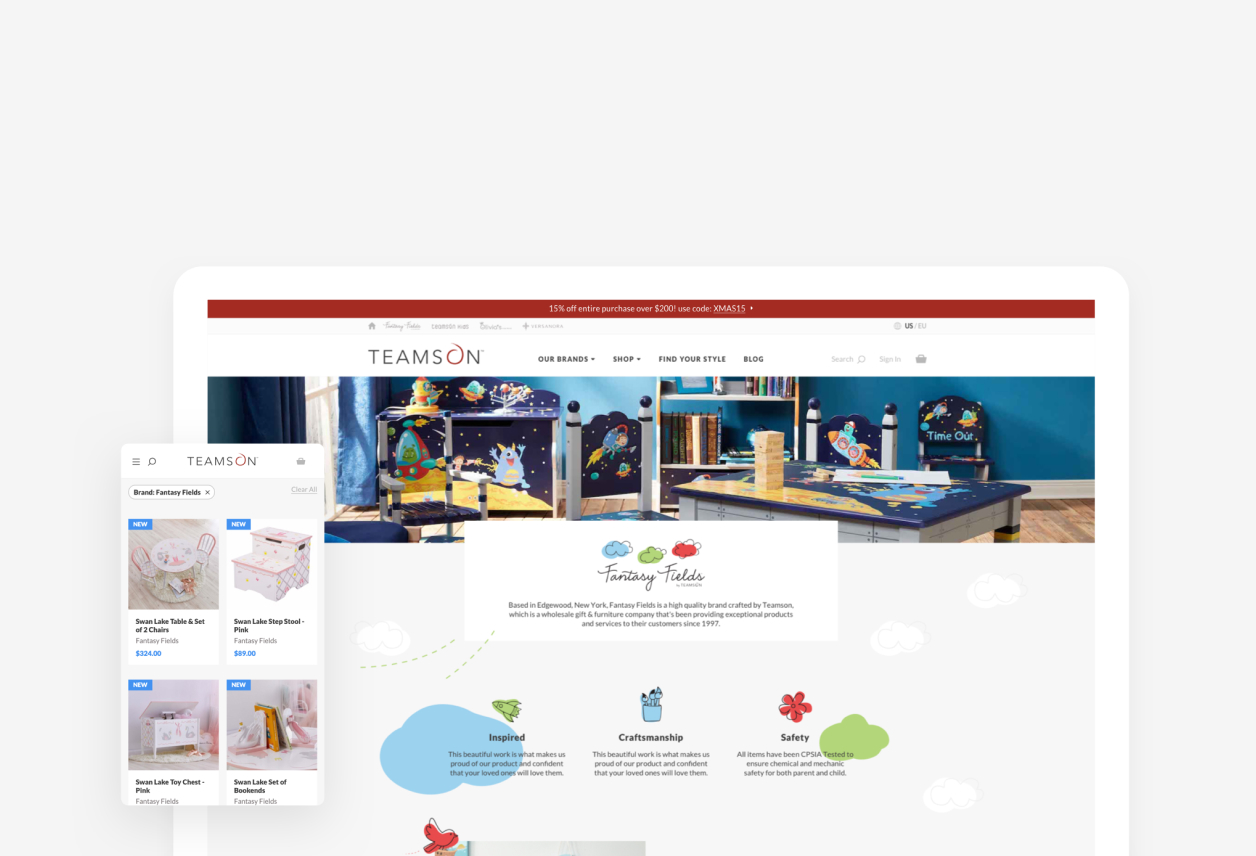 15% off entire purchase over $200! use code: XMAS15
Fantasy Fields teamson kids
US / EU
TEAMSON
OUR BRANDS SHOP FIND YOUR STYLE BLOG
Search Sign In
Time Out
Fantasy Fields
by TEAMSON
Based in Edgewood, New York, Fantasy Fields is a high quality brand crafted by Teamson,
which is a wholesale gift & furniture company that's been providing exceptional products
and services to their customers since 1997.
Inspired
This beautiful work is what makes us
proud of our product and confident
that your loved ones will love them.
Craftsmanship
This beautiful work is what makes us
proud of our product and confident
that your loved ones will love them.
Safety
All items have been CPSIA Tested to
ensure chemical and mechanic
safety for both parent and child.
TEAMSON
Brand: Fantasy Fields ×
Clear All
NEW
Swan Lake Table & Set
of 2 Chairs
Fantasy Fields
$324.00
NEW
Swan Lake Step Stool -
Pink
Fantasy Fields
$89.00
NEW
Swan Lake Toy Chest -
Pink
Fantasy Fields
NEW
Swan Lake Set of
Bookends
Fantasy Fields